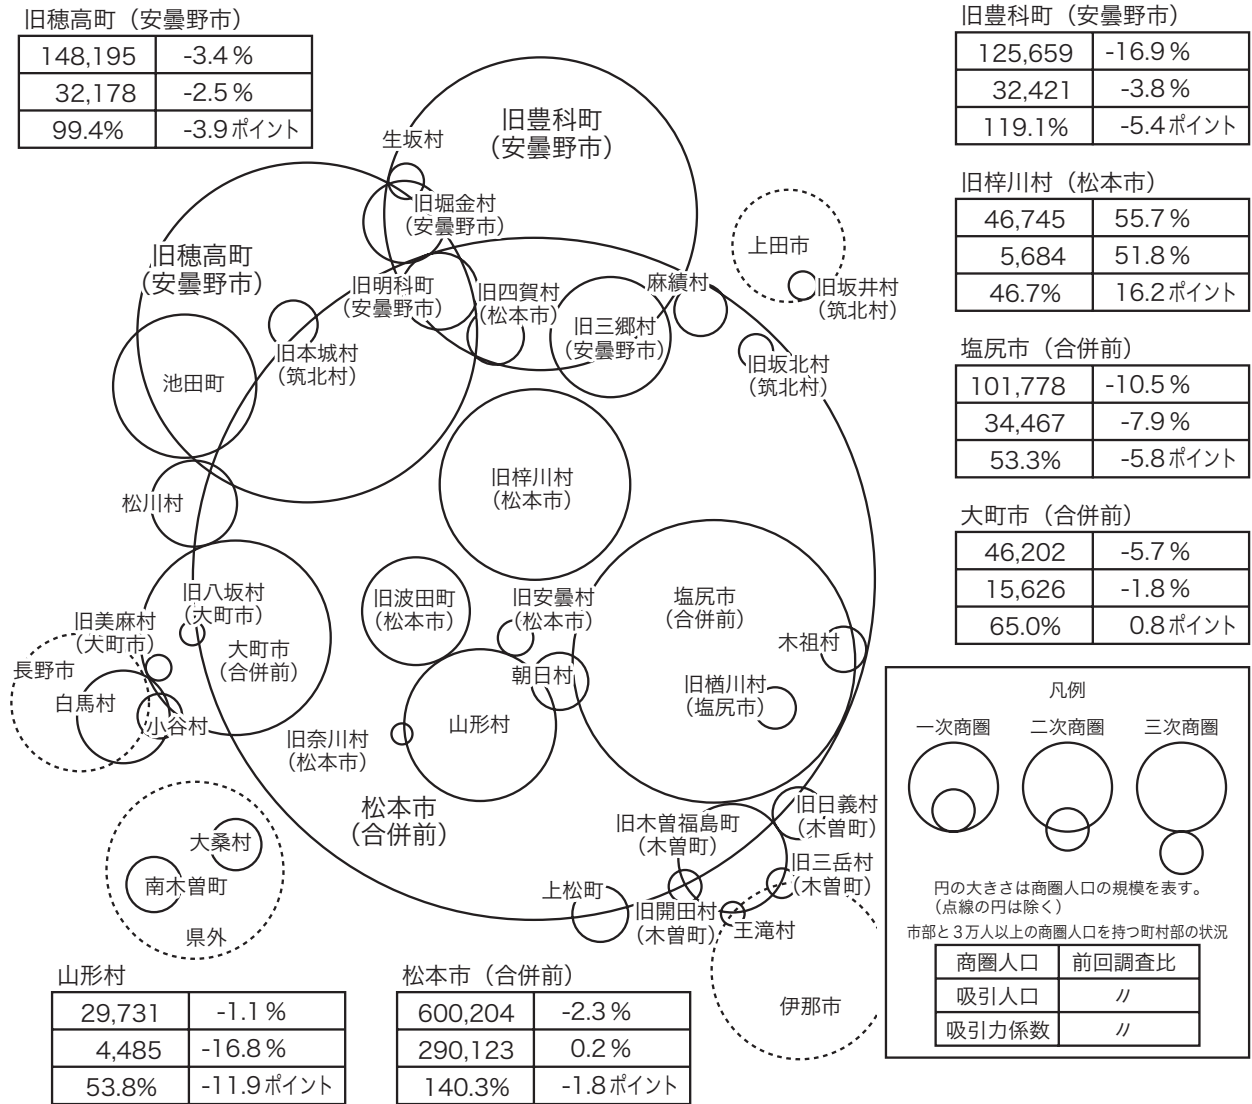 旧穂高町（安曇野市）
148,195 -3.4％
32,178 -2.5％
99.4% -3.9ポイント
旧豊科町（安曇野市）
125,659 -16.9％
32,421 -3.8％
119.1% -5.4ポイント
旧梓川村（松本市）
46,745 55.7％
5,684 51.8％
46.7% 16.2ポイント
塩尻市（合併前）
101,778 -10.5％
34,467 -7.9％
53.3% -5.8ポイント
大町市（合併前）
46,202 -5.7％
15,626 -1.8％
65.0% 0.8ポイント
旧豊科町
（安曇野市）
生坂村
旧堀金村
（安曇野市）
旧穂高町
（安曇野市）
上田市
旧坂井村
（筑北村）
麻績村
旧明科町
（安曇野市）
旧四賀村
（松本市）
旧三郷村
（安曇野市）
旧本城村
（筑北村）
旧坂北村
（筑北村）
池田町
旧梓川村
（松本市）
松川村
旧八坂村
（大町市）
旧美麻村
（大町市）
大町市
（合併前）
旧波田町
（松本市）
旧安曇村
（松本市）
塩尻市
（合併前）
木祖村
長野市
白馬村
小谷村
朝日村
旧楢川村
（塩尻市）
山形村
旧奈川村
（松本市）
松本市
（合併前）
旧木曽福島町
（木曽町）
旧日義村
（木曽町）
旧三岳村
（木曽町）
大桑村
南木曽町
県外
上松町
旧開田村
（木曽町）
王滝村
伊那市
凡例
一次商圏 二次商圏 三次商圏
円の大きさは商圏人口の規模を表す。
（点線の円は除く）
市部と３万人以上の商圏人口を持つ町村部の状況
商圏人口 前回調査比
吸引人口 〃
吸引力係数 〃
山形村
29,731 -1.1％
4,485 -16.8％
53.8% -11.9ポイント
松本市（合併前）
600,204 -2.3％
290,123 0.2％
140.3% -1.8ポイント